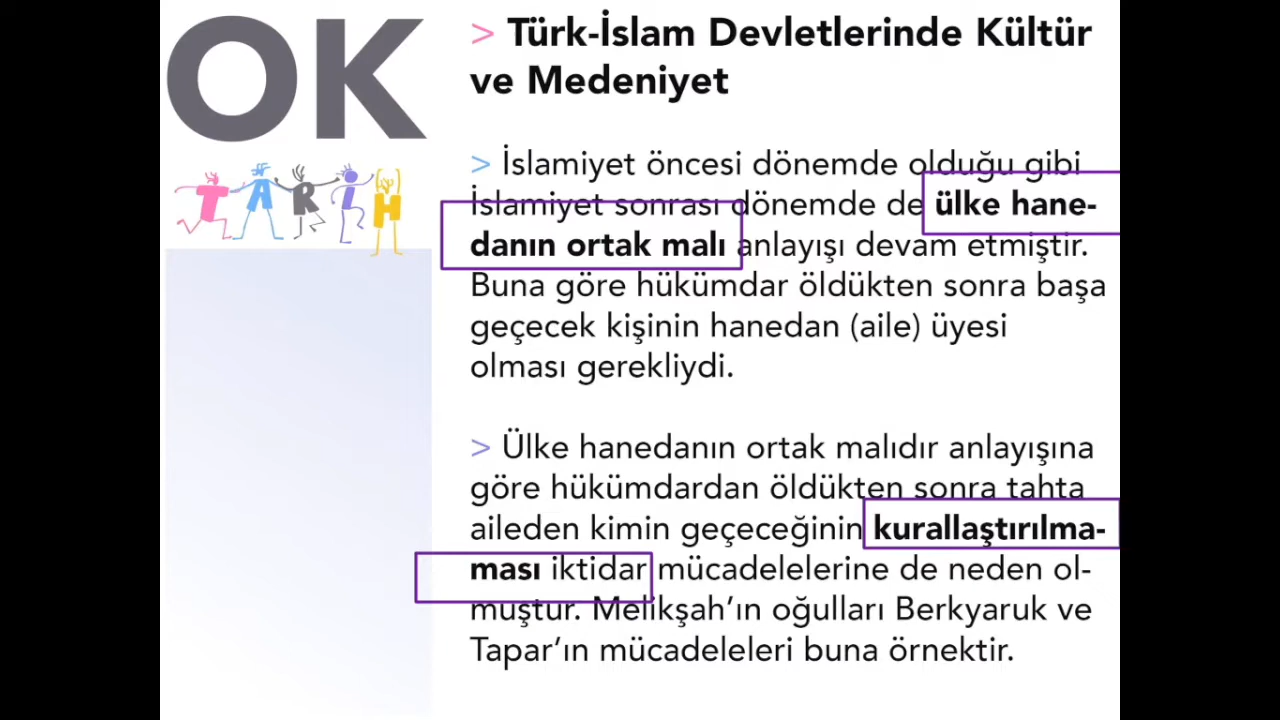 OK
TARİH
> Türk-İslam Devletlerinde Kültür
ve Medeniyet
> İslamiyet öncesi dönemde olduğu gibi
İslamiyet sonrası dönemde de ülke hane-
danın ortak malı anlayışı devam etmiştir.
Buna göre hükümdar öldükten sonra başa
geçecek kişinin hanedan (aile) üyesi
olması gerekliydi.
> Ülke hanedanın ortak malıdır anlayışına
göre hükümdardan öldükten sonra tahta
aileden kimin geçeceğinin kurallaştırılma-
ması iktidar mücadelelerine de neden ol-
muştur. Melikşah’ın oğulları Berkyaruk ve
Tapar’ın mücadeleleri buna örnektir.